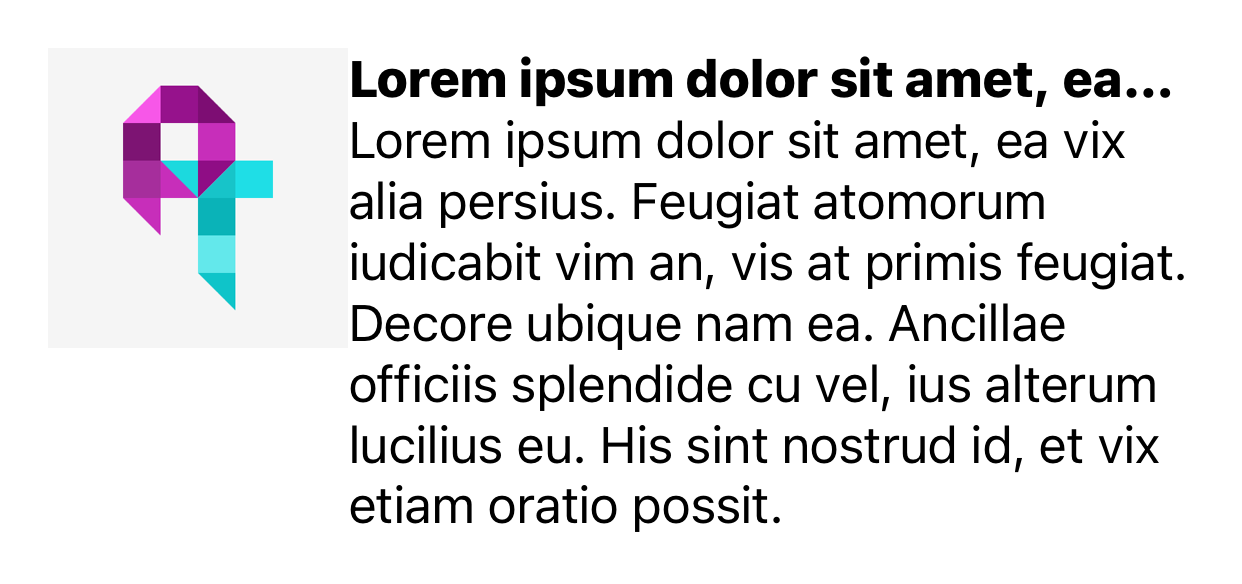 Lorem ipsum dolor sit amet, ea...
Lorem ipsum dolor sit amet, ea vix
alia persius. Feugiat atomorum
iudicabit vim an, vis at primis feugiat.
Decore ubique nam ea. Ancillae
officiis splendide cu vel, ius alterum
lucilius eu. His sint nostrud id, et vix
etiam oratio possit.